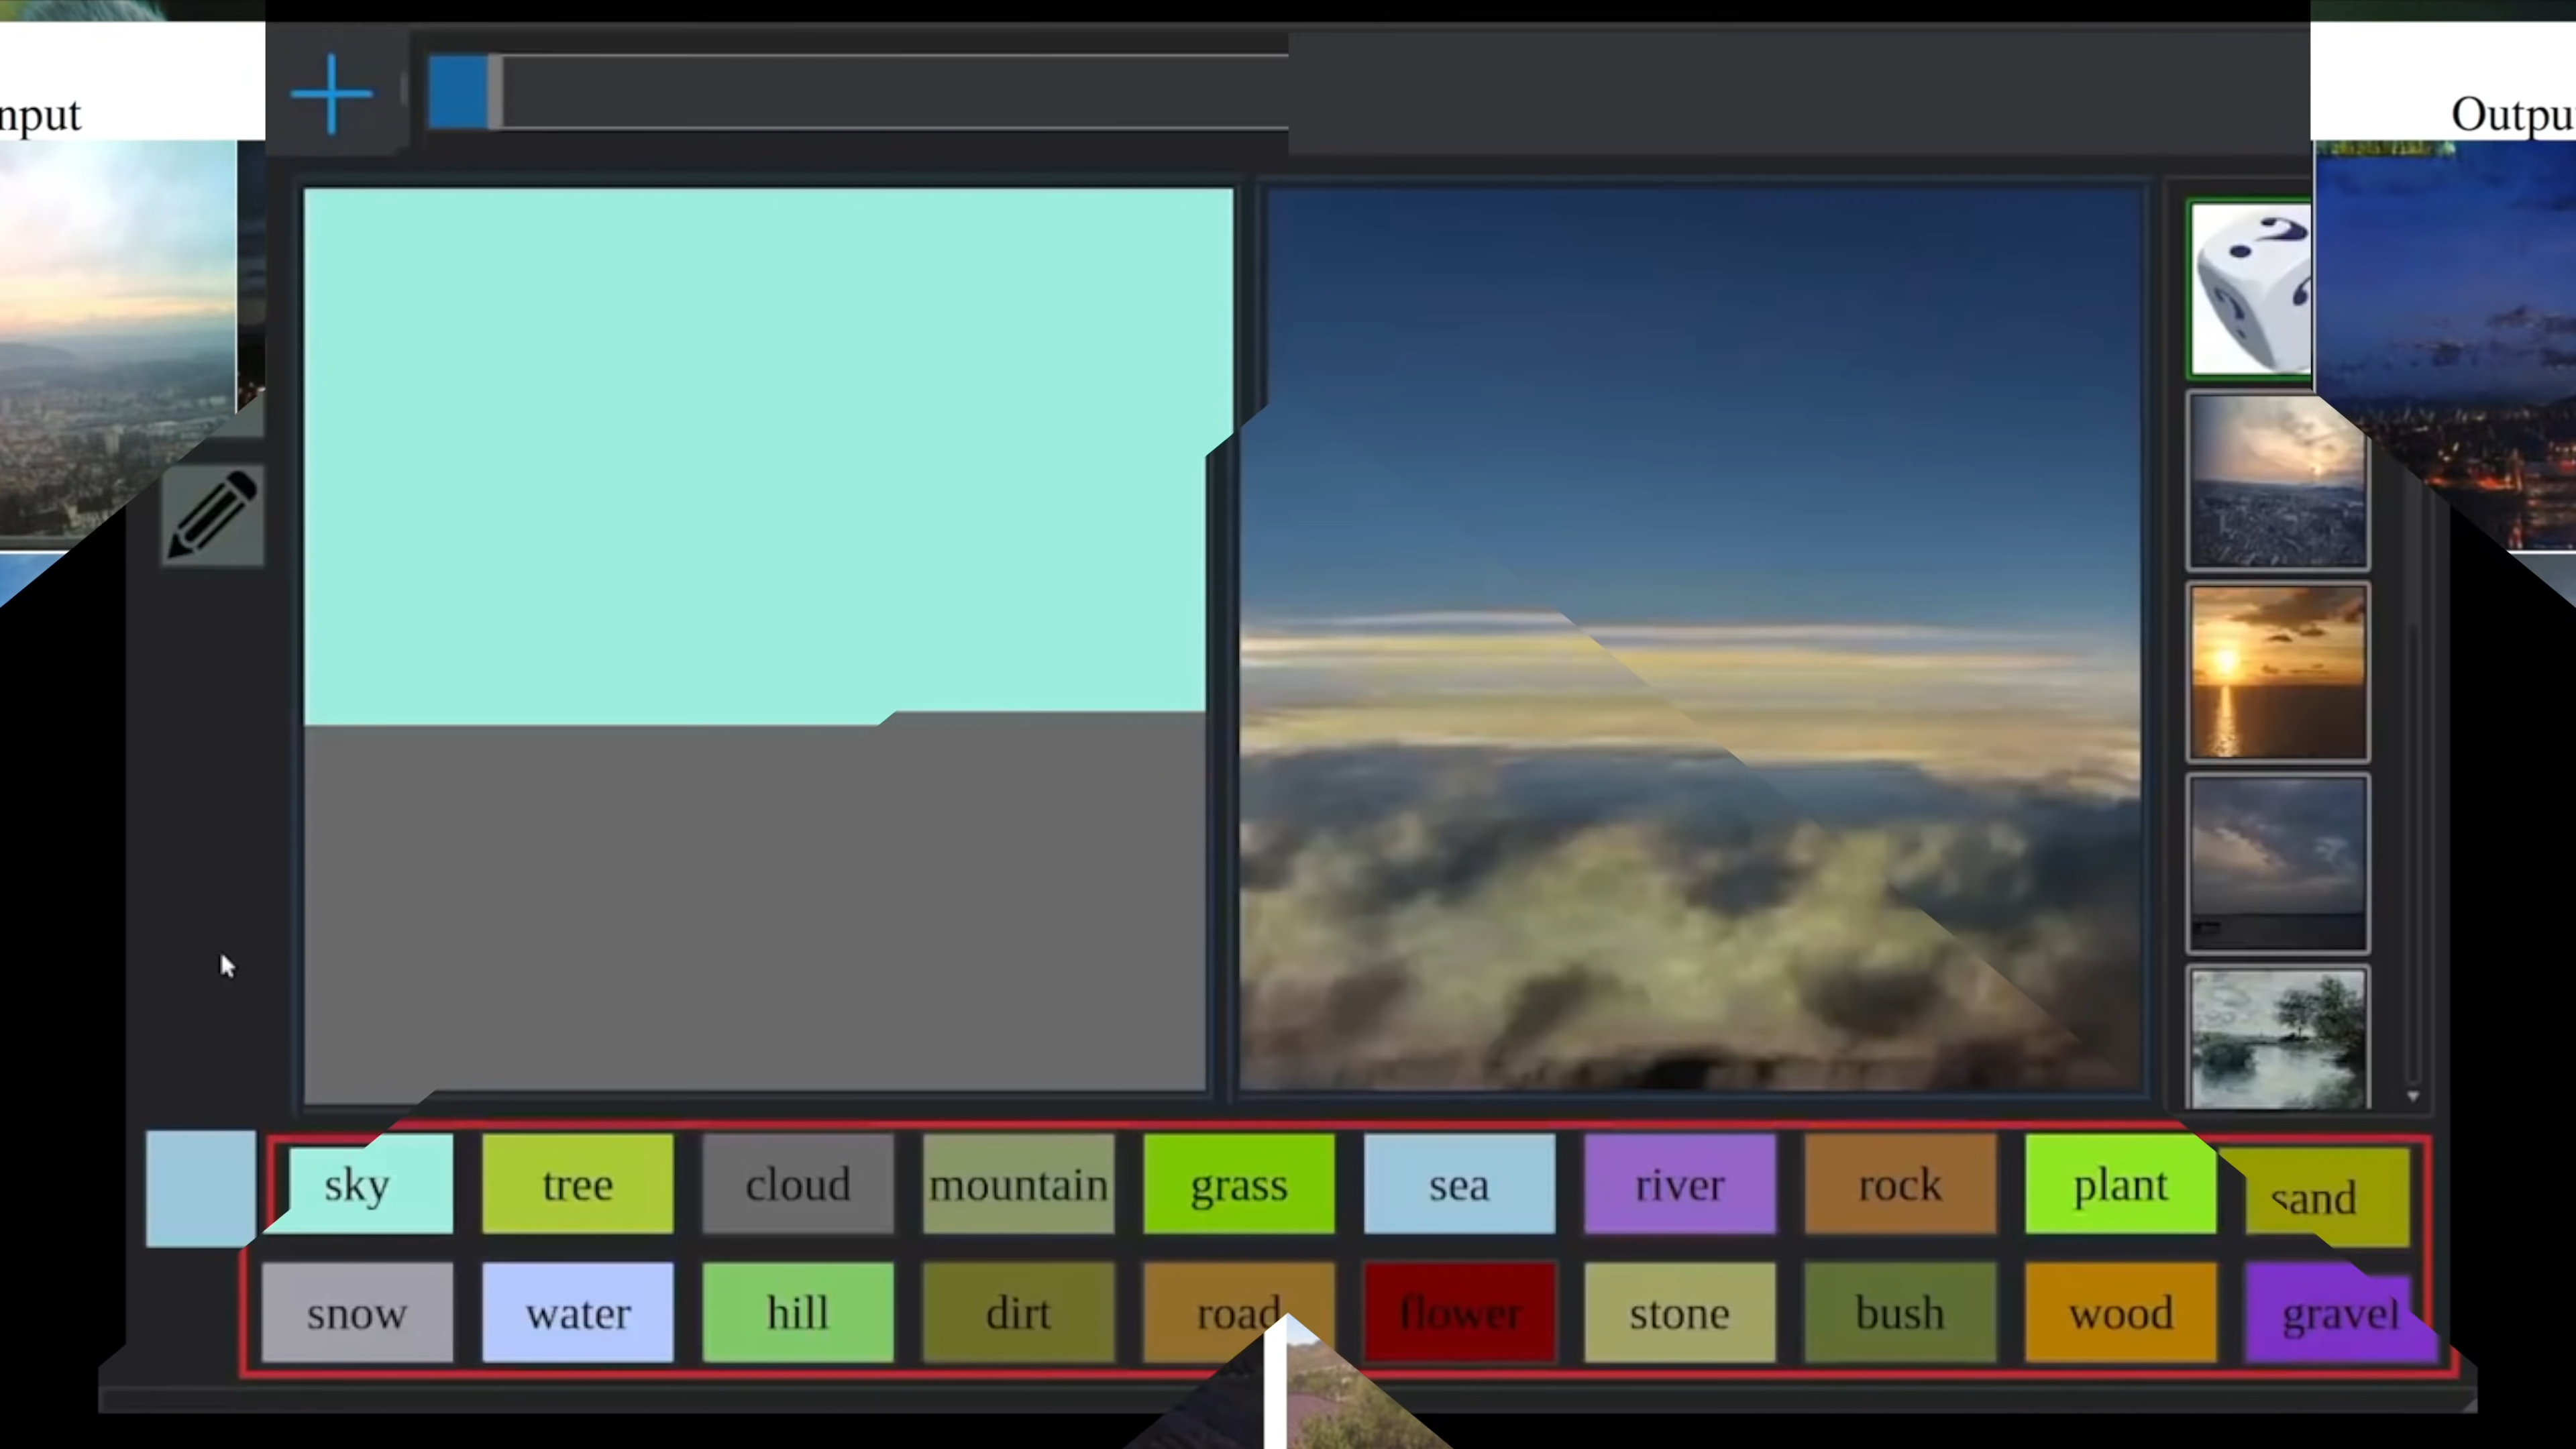 nput
Outpu
sky tree cloud mountain grass sea river rock plant sand
snow water hill dirt road flower stone bush wood gravel